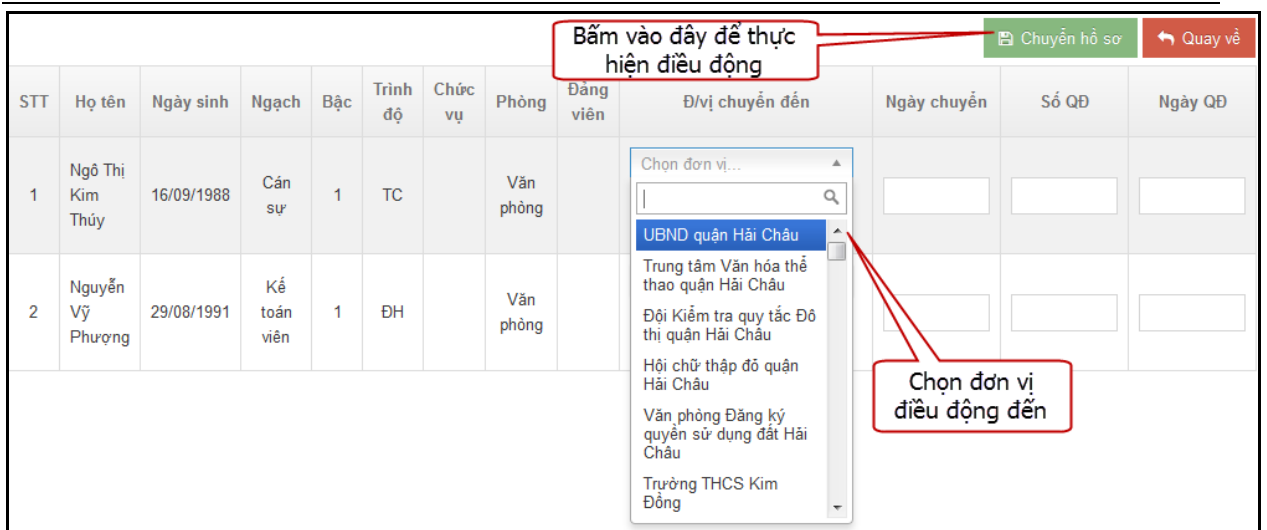 Bấm vào đây để thực
hiện điều động
Chuyển hồ sơ
Quay về
STT Họ tên Ngày sinh Ngạch Bậc Trình độ Chức vụ Phòng Đảng viên Đ/vị chuyển đến Ngày chuyển Số QĐ Ngày QĐ
1 Ngô Thị Kim Thúy 16/09/1988 Cán sự 1 TC Văn phòng
Chọn đơn vị...
UBND quận Hải Châu
Trung tâm Văn hóa thể
thao quận Hải Châu
2 Nguyễn Vỹ Phượng 29/08/1991 Kế toán viên 1 ĐH Văn phòng
Đội Kiểm tra quy tắc Đô
thị quận Hải Châu
Hội chữ thập đỏ quận
Hải Châu
Văn phòng Đăng ký
quyền sử dụng đất Hải
Châu
Trường THCS Kim
Đồng
Chọn đơn vị
điều động đến